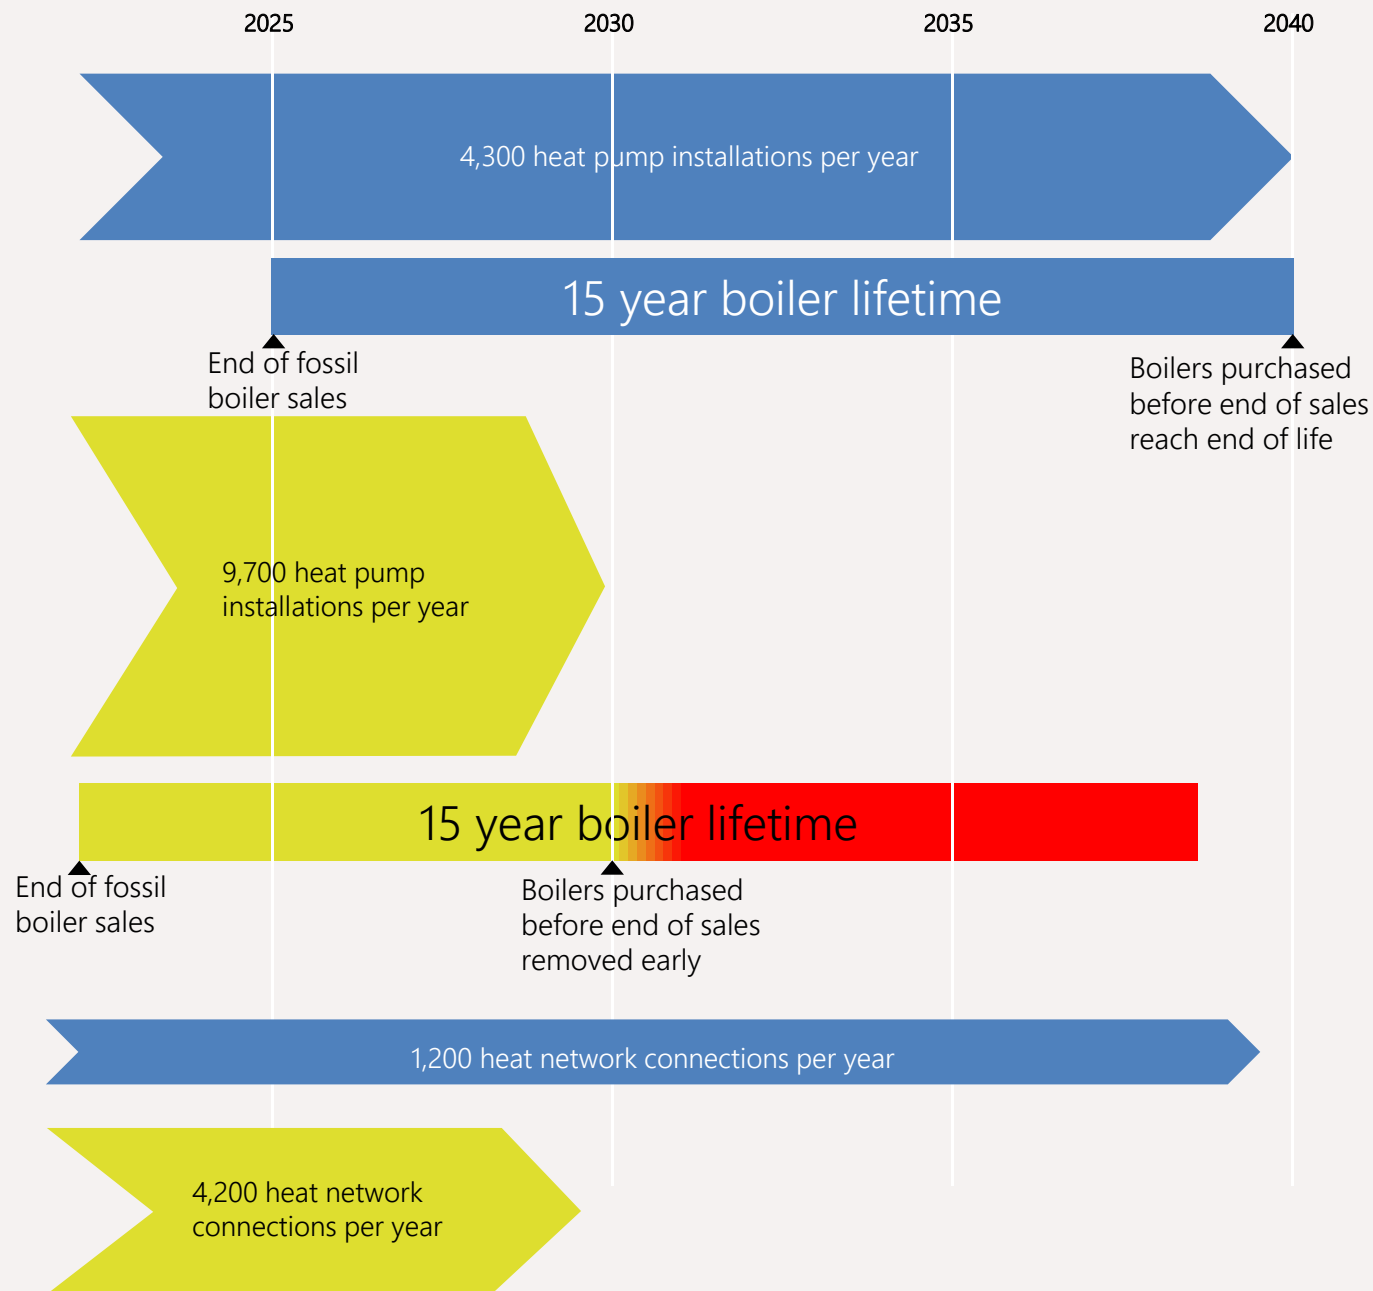 2025 2030 2035 2040
4,300 heat pump installations per year
15 year boiler lifetime
End of fossil
boiler sales
Boilers purchased
before end of sales
reach end of life
9,700 heat pump
installations per year
15 year boiler lifetime
End of fossil
boiler sales
Boilers purchased
before end of sales
removed early
1,200 heat network connections per year
4,200 heat network
connections per year